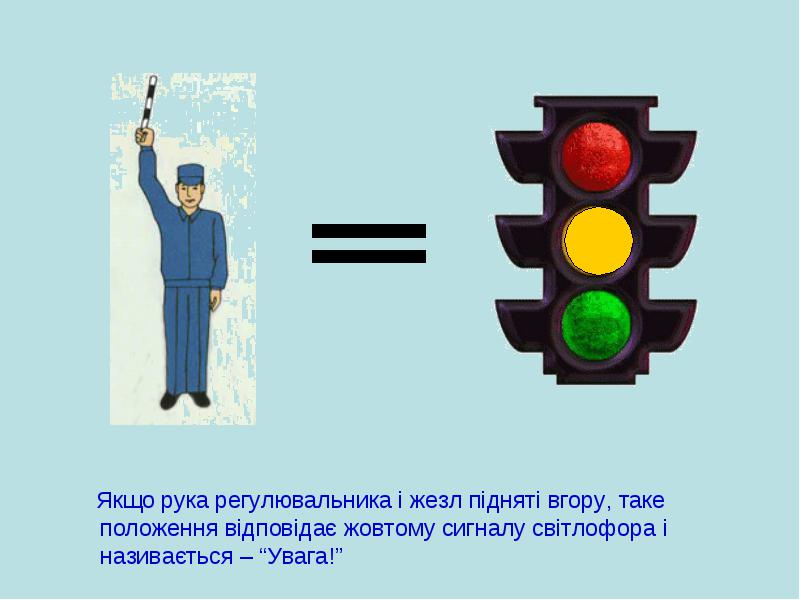 Якщо рука регулювальника і жезл підняті вгору, таке
положення відповідає жовтому сигналу світлофора і
називається – “Увага!”